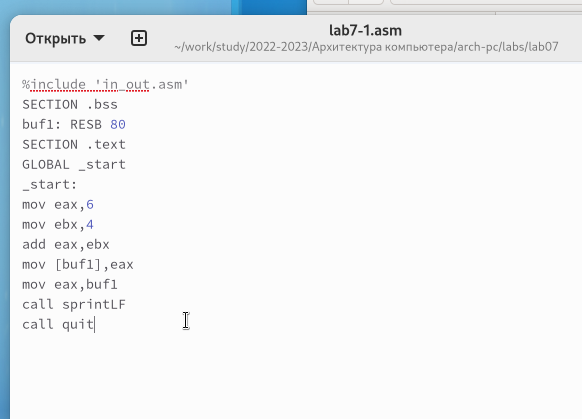 Открыть
lab7-1.asm
~/work/study/2022-2023/Архитектура компьютера/arch-pc/labs/lab07
%include 'in_out.asm'
SECTION .bss
buf1: RESB 80
SECTION .text
GLOBAL _start
_start:
mov eax,6
mov ebx,4
add eax,ebx
mov [buf1],eax
mov eax,buf1
call sprintLF
call quit